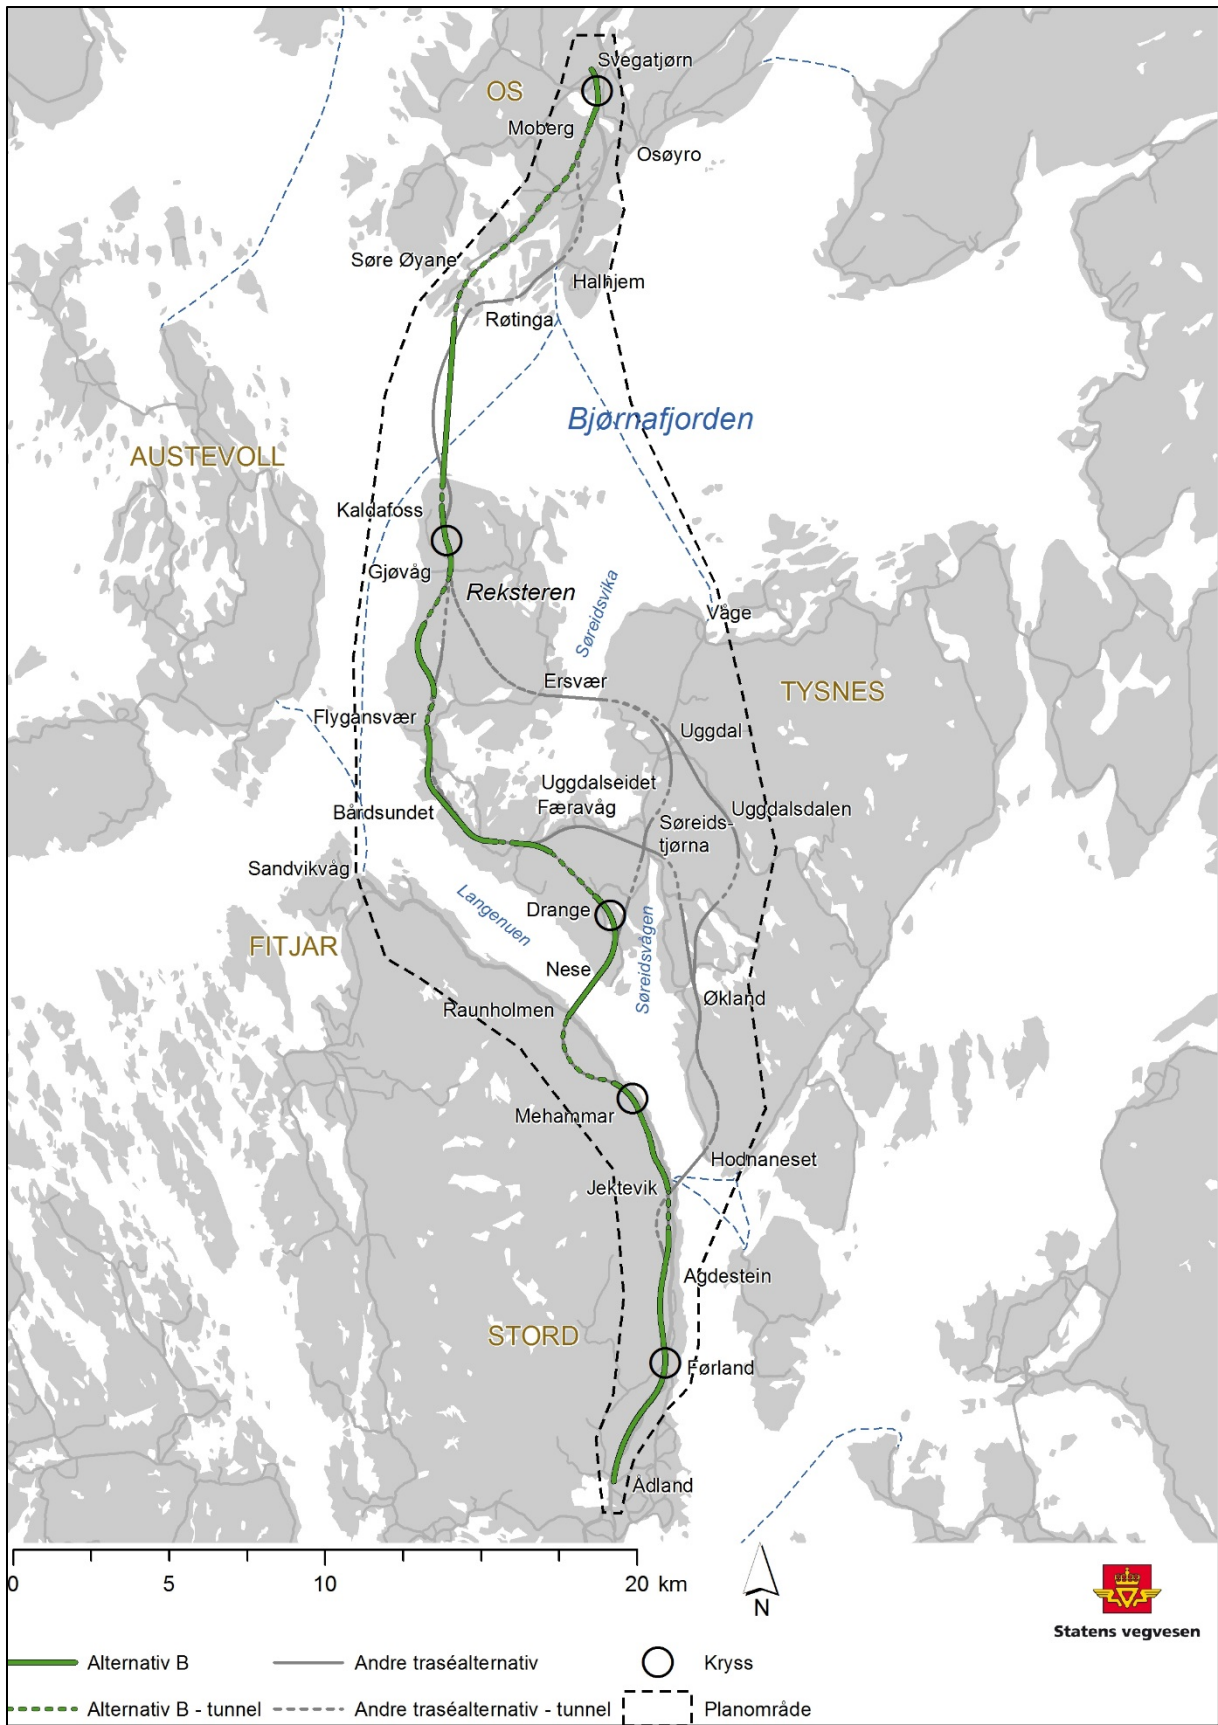 Svegatjørn
OS
Moberg
Osøyro
Søre Øyane
Halhjem
Røtinga
Bjørnafjorden
AUSTEVOLL
Kaldafoss
Gjøvåg
Reksteren
Søreidsvika
Våge
Ersvær
TYSNES
Flygansvær
Uggdal
Uggdalseidet
Færavåg
Uggdalsdalen
Bårdsundet
Søreids-
tjørna
Sandvikvåg
Langenuen
Drange
Søreidsvågen
FITJAR
Nese
Økland
Raunholmen
Mehammar
Hodnaneset
Jektevik
Agdestein
STORD
Førland
Ådland
0 5 10 20 km
N
Statens vegvesen
Alternativ B
Andre traséalternativ
Kryss
Alternativ B - tunnel
Andre traséalternativ - tunnel
Planområde